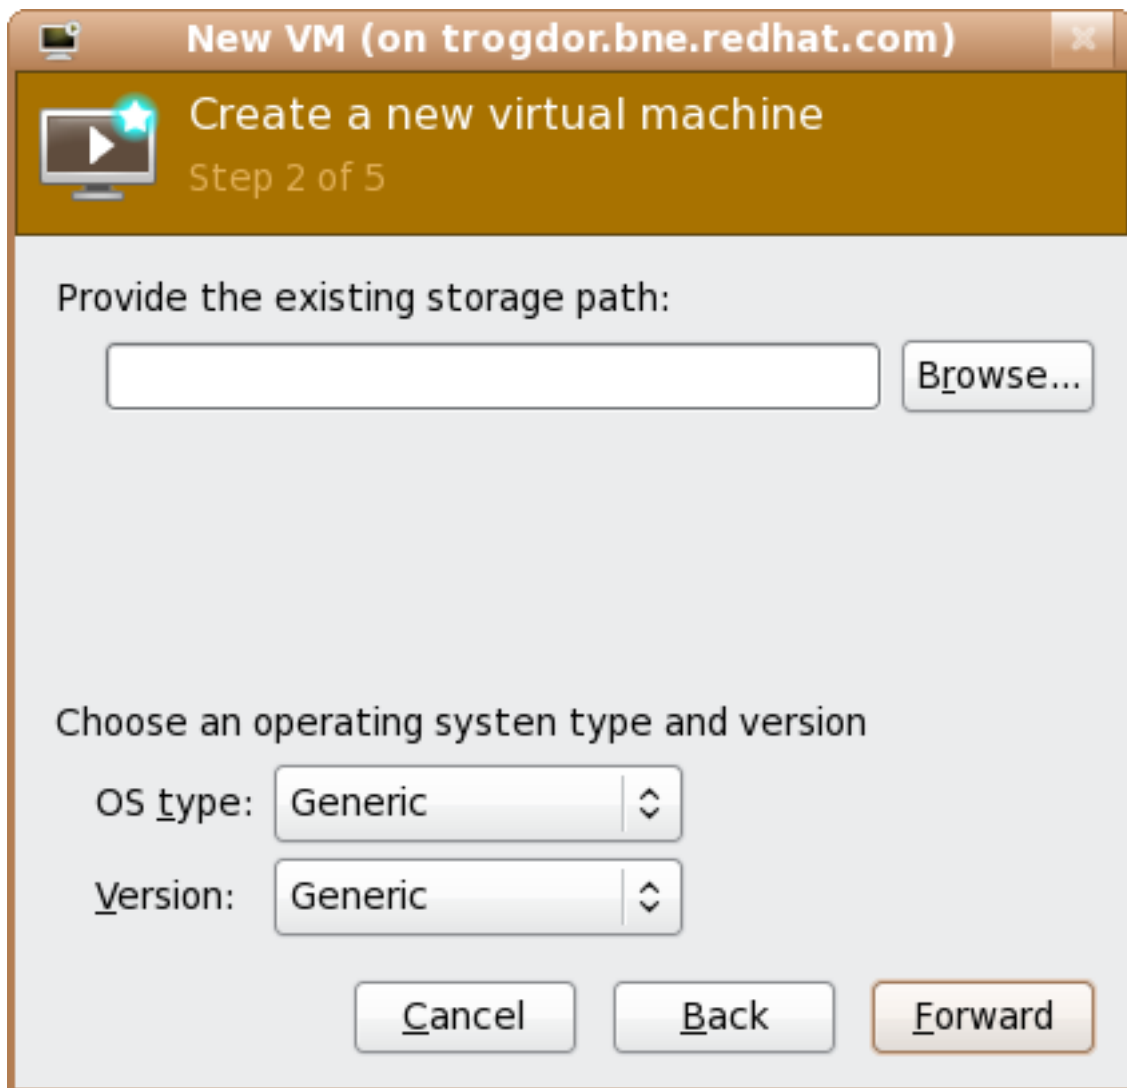 New VM (on trogdor.bne.redhat.com)
Create a new virtual machine
Step 2 of 5
Provide the existing storage path:
Browse...
Choose an operating systen type and version
OS type: Generic
Version: Generic
Cancel Back Forward